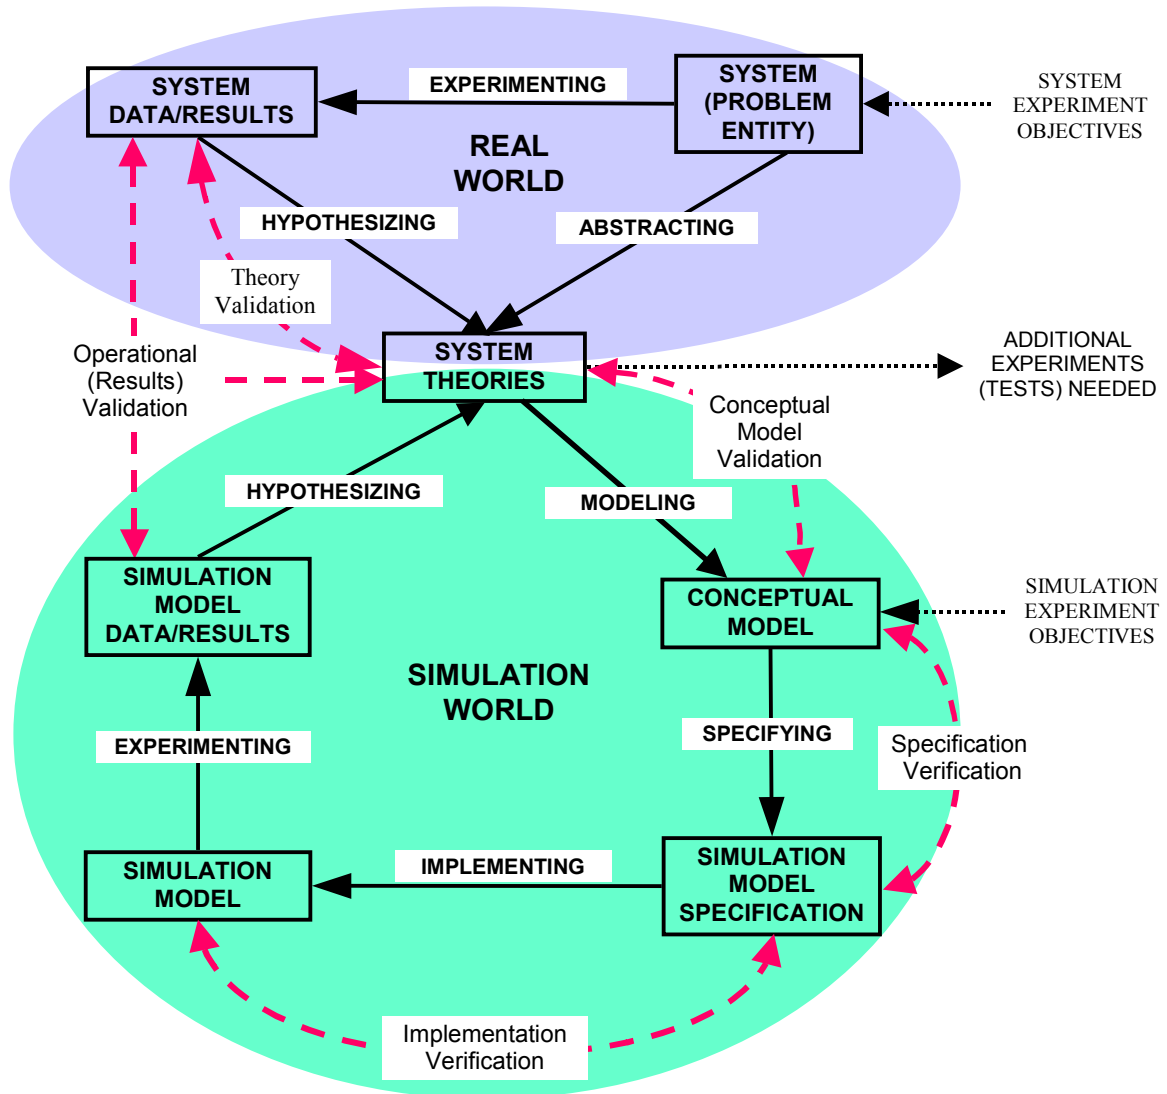 SYSTEM
DATA/RESULTS
EXPERIMENTING
SYSTEM
(PROBLEM
ENTITY)
SYSTEM
EXPERIMENT
OBJECTIVES
REAL
WORLD
HYPOTHESIZING
ABSTRACTING
Theory
Validation
Operational
(Results)
Validation
SYSTEM
THEORIES
ADDITIONAL
EXPERIMENTS
(TESTS) NEEDED
Conceptual
Model
Validation
HYPOTHESIZING
MODELING
SIMULATION
MODEL
DATA/RESULTS
CONCEPTUAL
MODEL
SIMULATION
EXPERIMENT
OBJECTIVES
SIMULATION
WORLD
EXPERIMENTING
SPECIFYING
Specification
Verification
SIMULATION
MODEL
IMPLEMENTING
SIMULATION
MODEL
SPECIFICATION
Implementation
Verification